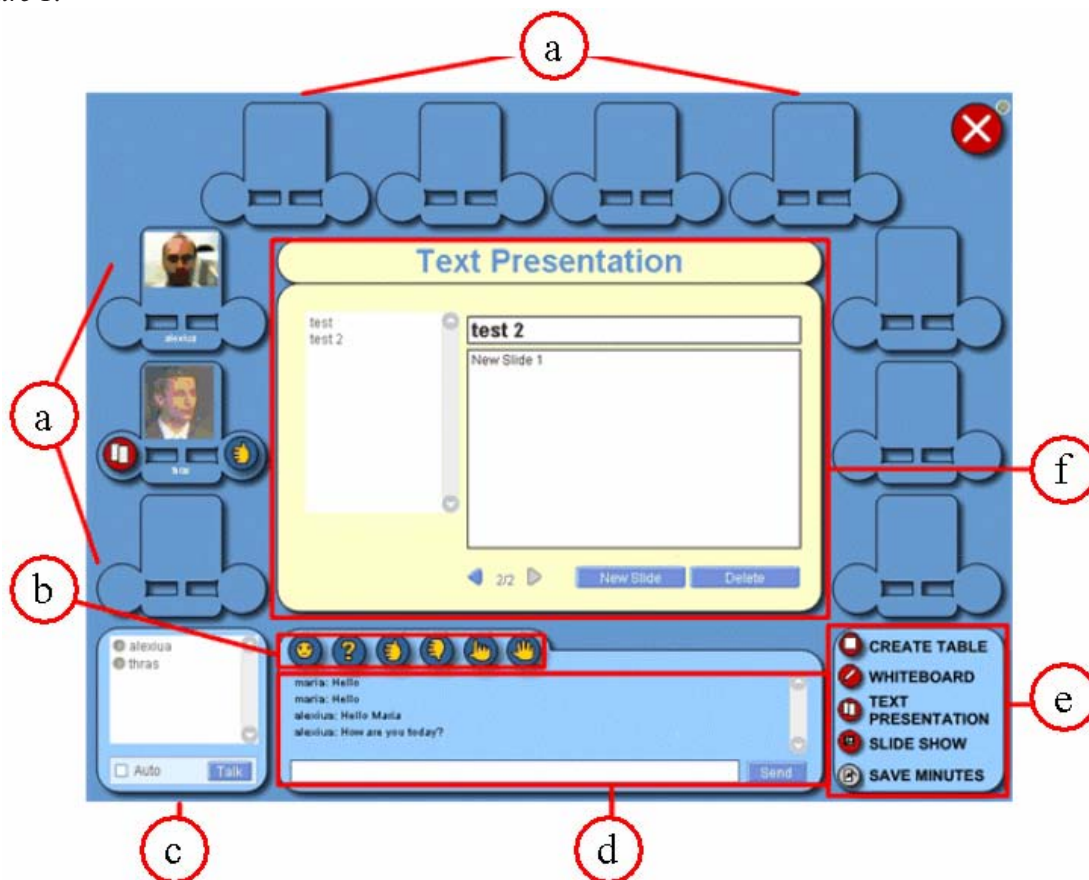 a
Text Presentation
alexiua
test
test 2
test 2
New Slide 1
a
f
2/2
New Slide
Delete
b
alexiua
thras
Auto
Talk
maria: Hello
maria: Hello
alexiua: Hello Maria
alexiua: How are you today?
Send
CREATE TABLE
WHITEBOARD
TEXT
PRESENTATION
SLIDE SHOW
SAVE MINUTES
e
c
d